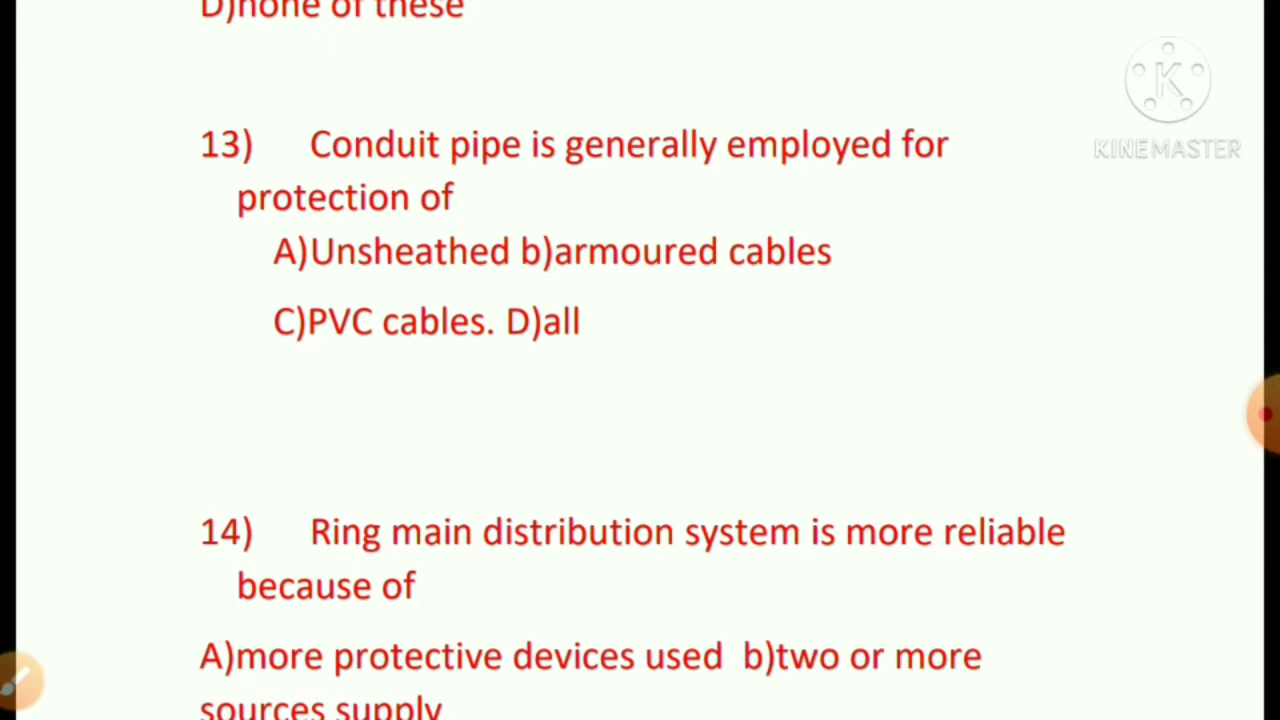 D)none of these
K
KINEMASTER
13) Conduit pipe is generally employed for
protection of
A)Unsheathed b)armoured cables
C)PVC cables. D)all
14) Ring main distribution system is more reliable
because of
A)more protective devices used b)two or more
sources supply